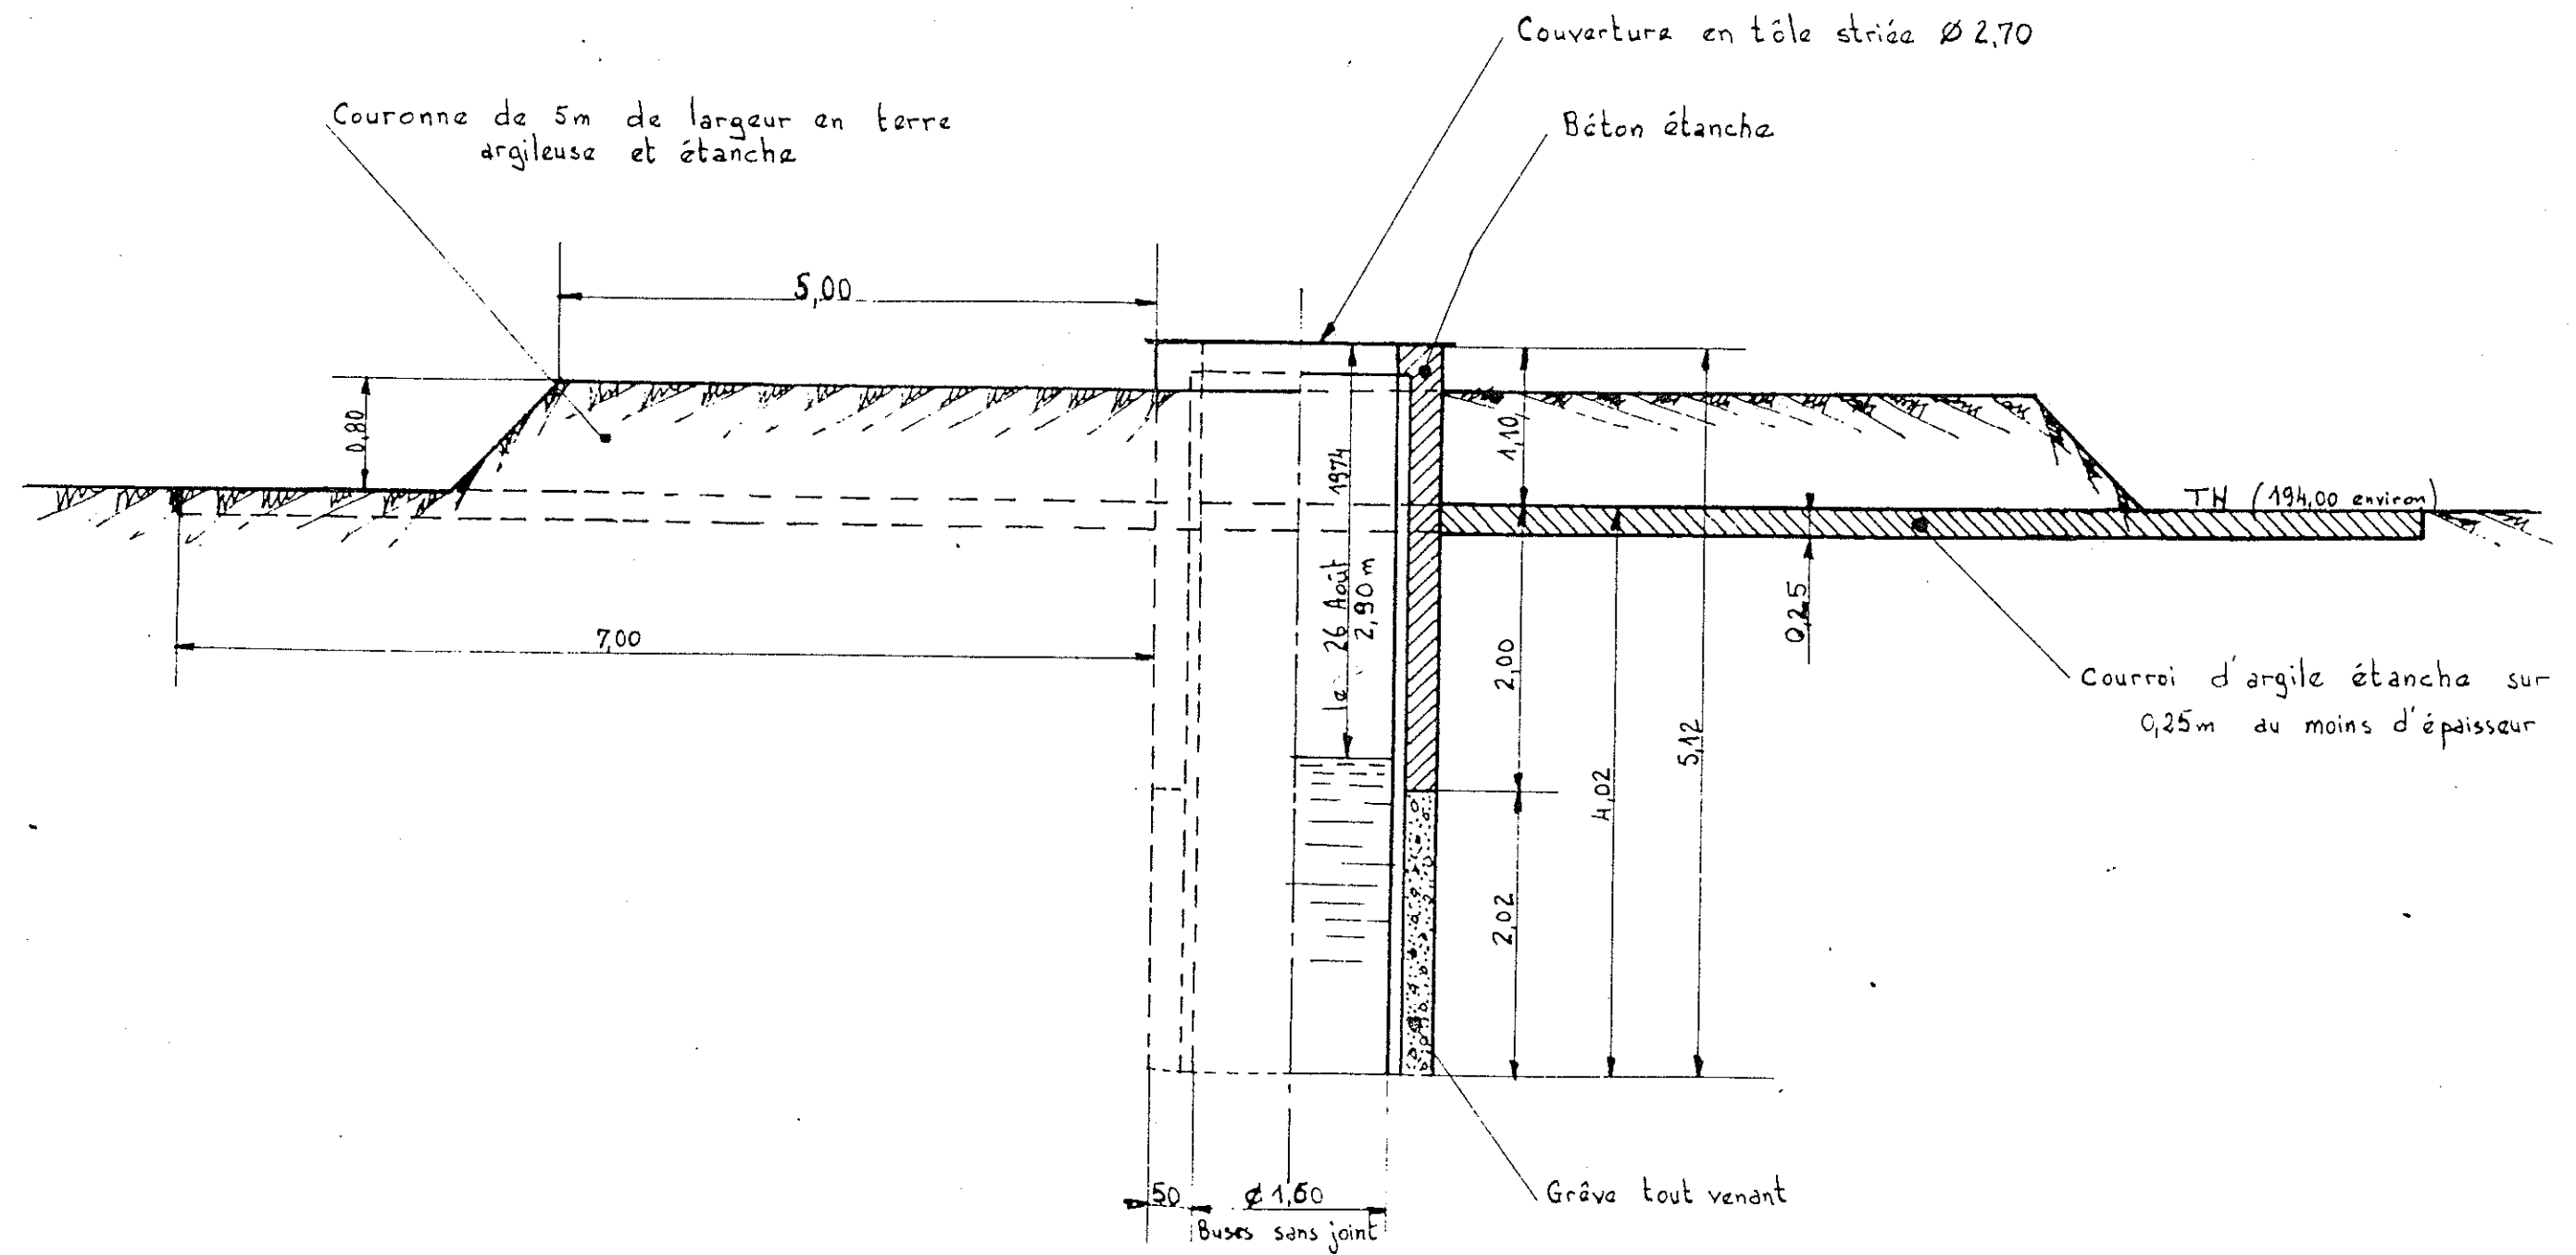 Couverture en tôle striée Ø 2,70
Couronne de 5m de largeur en terre
argileuse et étanche
Béton étanche
5,00
0,80
1,10
le 26 Août 1974
2,90m
TN (194,00 environ)
7,00
2,00
0,25
Courroi d'argile étanche sur
0,25m au moins d'épaisseur
4,02
5,12
2,02
50
Ø 1,60
Buses sans joint
Grâve tout venant